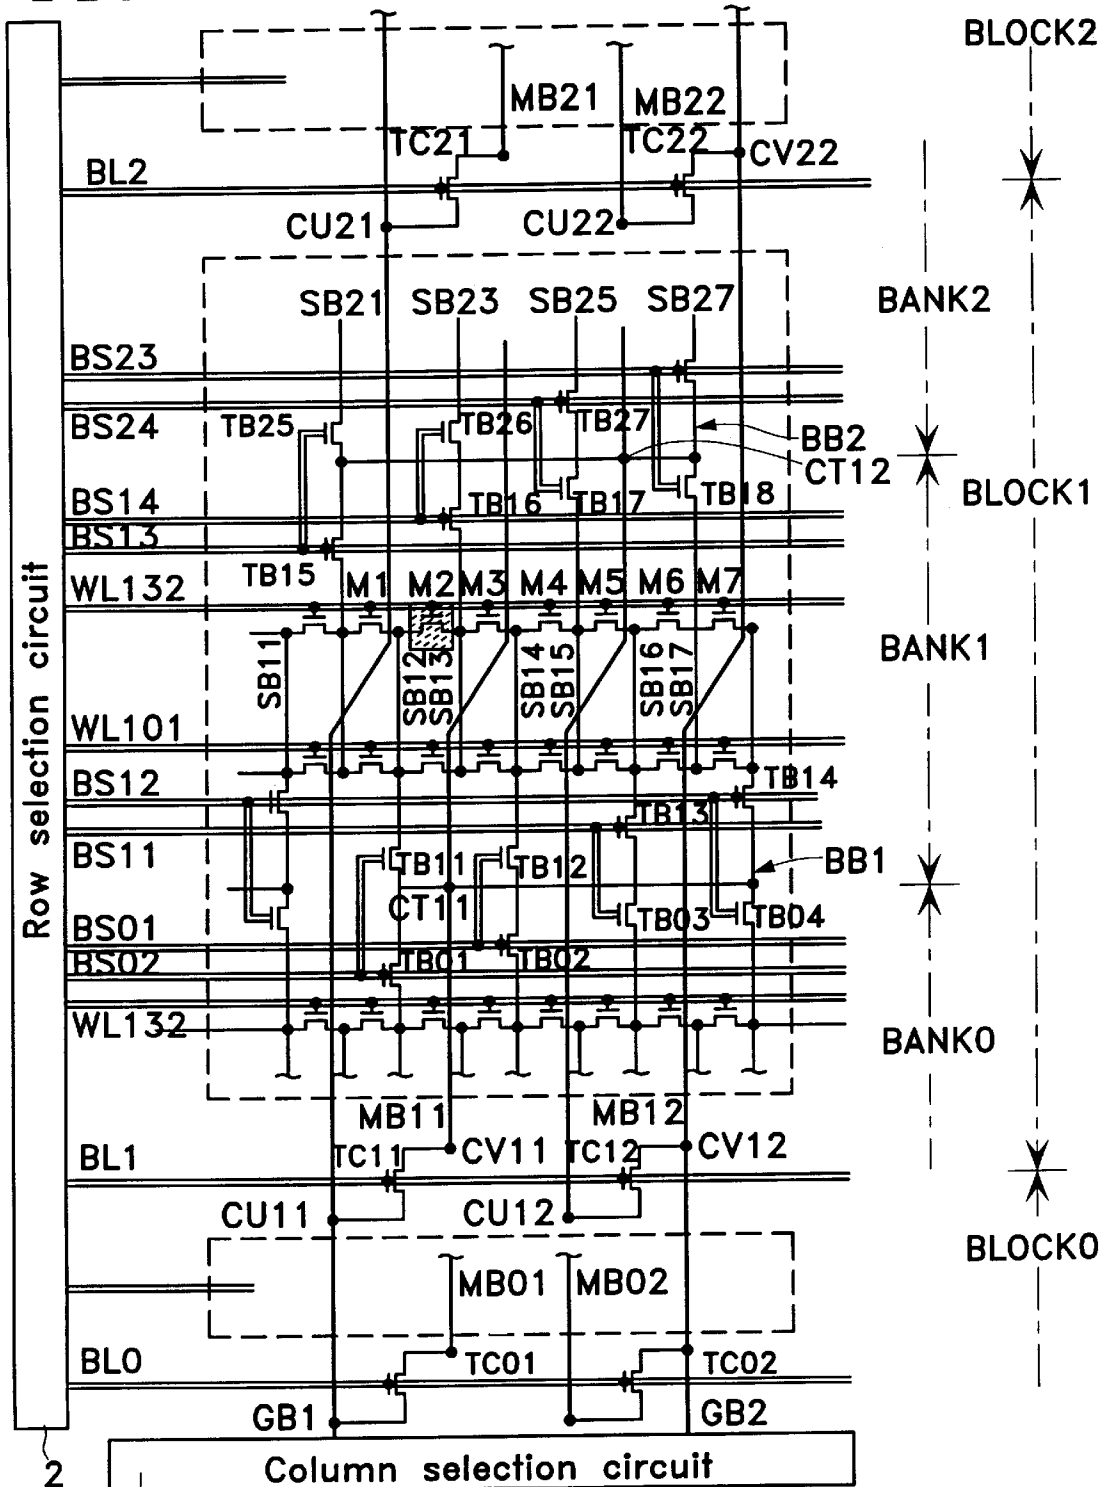 BLOCK2
MB21 MB22
TC21 TC22 CV22
BL2
CU21 CU22
BANK2
SB21 SB23 SB25 SB27
BS23
BS24 TB25 TB26 TB27 BB2
CT12
BS14 TB16 TB17 TB18 BLOCK1
BS13
TB15
WL132 M1 M2 M3 M4 M5 M6 M7
SB11 SB12 SB13 SB14 SB15 SB16 SB17 BANK1
Row selection circuit
WL101
BS12 TB14
TB13
BS11 TB11 TB12 BB1
CT11 TB03 TB04
BS01
BS02 TB01 TB02
WL132 BANK0
MB11 MB12
BL1 TC11 CV11 TC12 CV12
CU11 CU12
BLOCK0
MB01 MB02
BL0 TC01 TC02
GB1 GB2
2 Column selection circuit